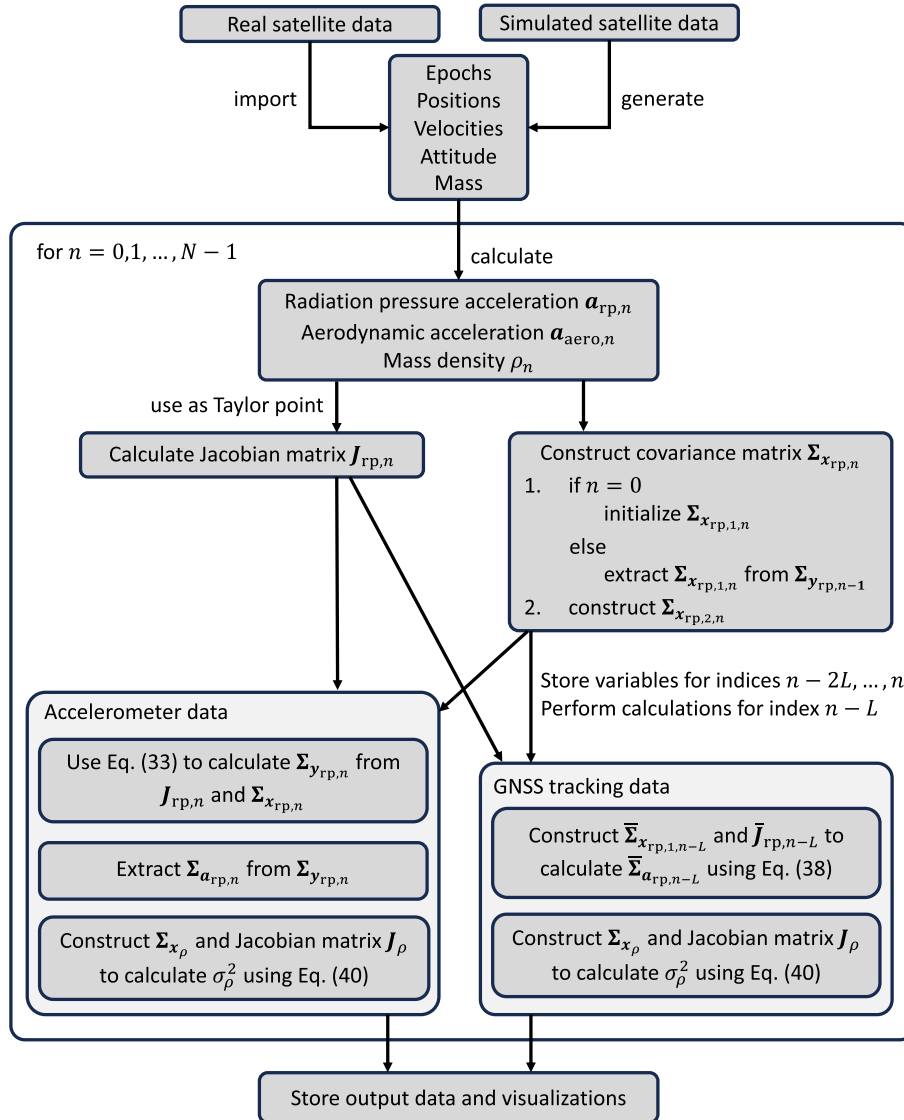 Real satellite data
Simulated satellite data
import
generate
Epochs
Positions
Velocities
Attitude
Mass
for n = 0,1, … , N − 1
calculate
Radiation pressure acceleration 𝒂_rp,n
Aerodynamic acceleration 𝒂_aero,n
Mass density ρ_n
use as Taylor point
Calculate Jacobian matrix 𝑱_rp,n
Construct covariance matrix 𝚺_𝒙_rp,n
1. if n = 0
initialize 𝚺_𝒙_rp,1,n
else
extract 𝚺_𝒙_rp,1,n from 𝚺_𝒚_rp,n−1
2. construct 𝚺_𝒙_rp,2,n
Store variables for indices n − 2L, … , n
Perform calculations for index n − L
Accelerometer data
Use Eq. (33) to calculate 𝚺_𝒚_rp,n from
𝑱_rp,n and 𝚺_𝒙_rp,n
Extract 𝚺_𝒂_rp,n from 𝚺_𝒚_rp,n
Construct 𝚺_𝒙_ρ and Jacobian matrix 𝑱_ρ
to calculate σ_ρ^2 using Eq. (40)
GNSS tracking data
Construct 𝚺̅_𝒙_rp,1,n−L and 𝑱̅_rp,n−L to
calculate 𝚺̅_𝒂_rp,n−L using Eq. (38)
Construct 𝚺_𝒙_ρ and Jacobian matrix 𝑱_ρ
to calculate σ_ρ^2 using Eq. (40)
Store output data and visualizations